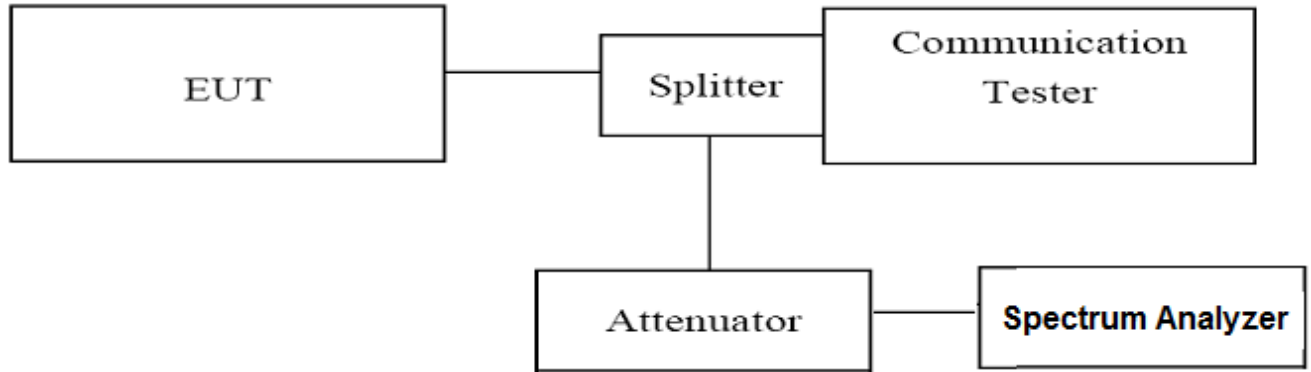 EUT
Splitter
Communication
Tester
Attenuator
Spectrum Analyzer